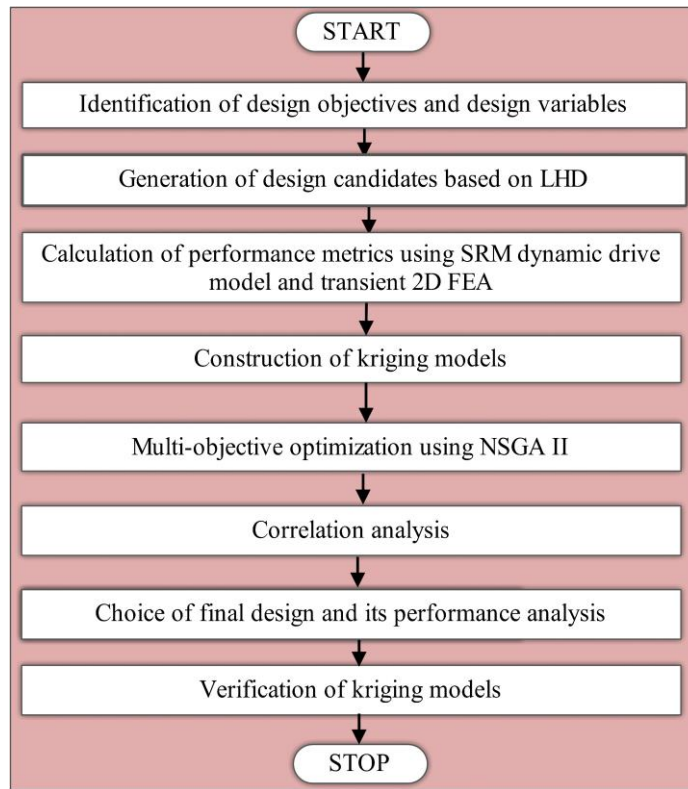 START
Identification of design objectives and design variables
Generation of design candidates based on LHD
Calculation of performance metrics using SRM dynamic drive
model and transient 2D FEA
Construction of kriging models
Multi-objective optimization using NSGA II
Correlation analysis
Choice of final design and its performance analysis
Verification of kriging models
STOP